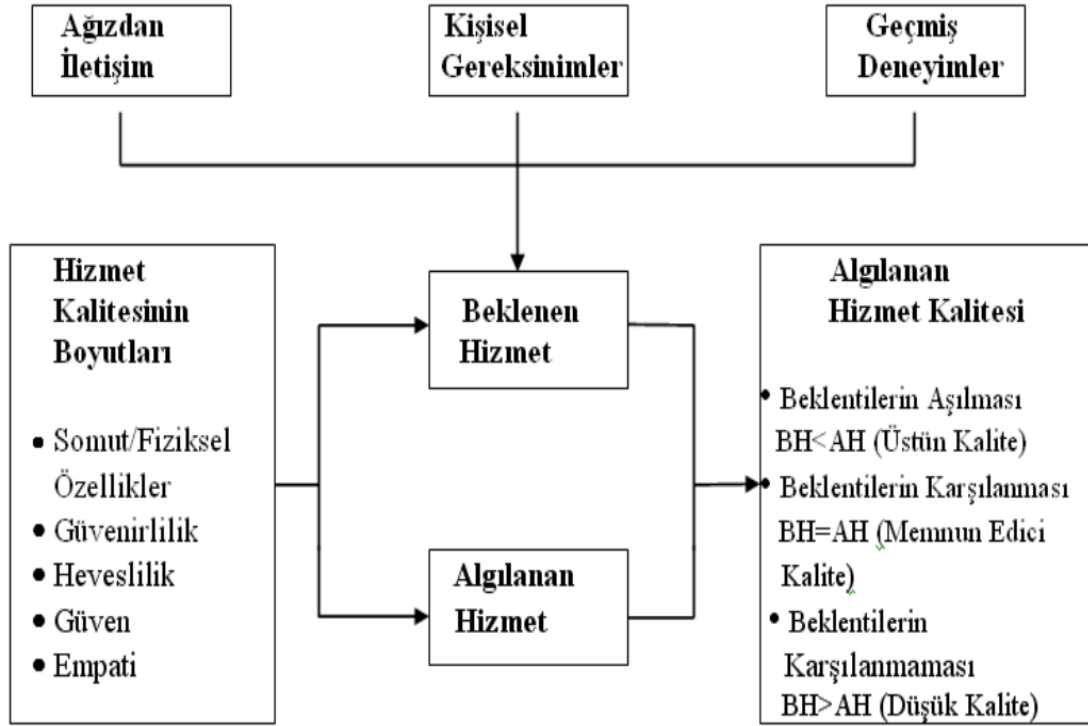 Ağızdan
İletişim
Kişisel
Gereksinimler
Geçmiş
Deneyimler
Hizmet
Kalitesinin
Boyutları
• Somut/Fiziksel
Özellikler
• Güvenirlilik
• Heveslilik
• Güven
• Empati
Beklenen
Hizmet
Algılanan
Hizmet
Algılanan
Hizmet Kalitesi
• Beklentilerin Aşılması
BH<AH (Üstün Kalite)
• Beklentilerin Karşılanması
BH=AH (Memnun Edici
Kalite)
• Beklentilerin
Karşılanmaması
BH>AH (Düşük Kalite)